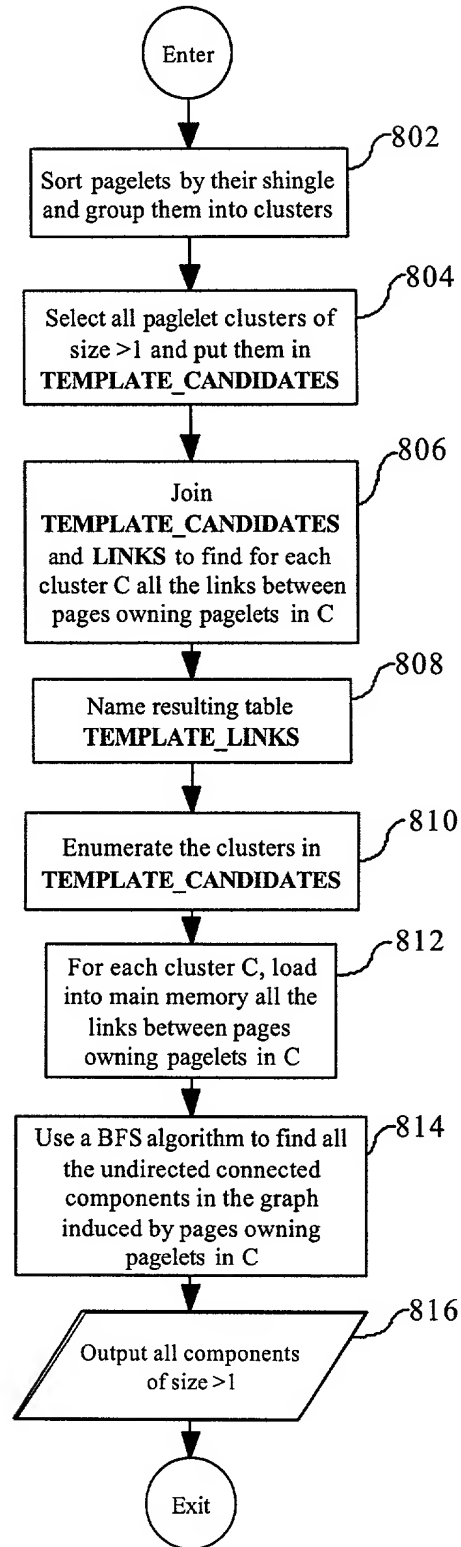 Enter
802
Sort pagelets by their shingle
and group them into clusters
804
Select all paglelet clusters of
size >1 and put them in
TEMPLATE_CANDIDATES
806
Join
TEMPLATE_CANDIDATES
and LINKS to find for each
cluster C all the links between
pages owning pagelets in C
808
Name resulting table
TEMPLATE_LINKS
810
Enumerate the clusters in
TEMPLATE_CANDIDATES
812
For each cluster C, load
into main memory all the
links between pages
owning pagelets in C
814
Use a BFS algorithm to find all
the undirected connected
components in the graph
induced by pages owning
pagelets in C
816
Output all components
of size >1
Exit